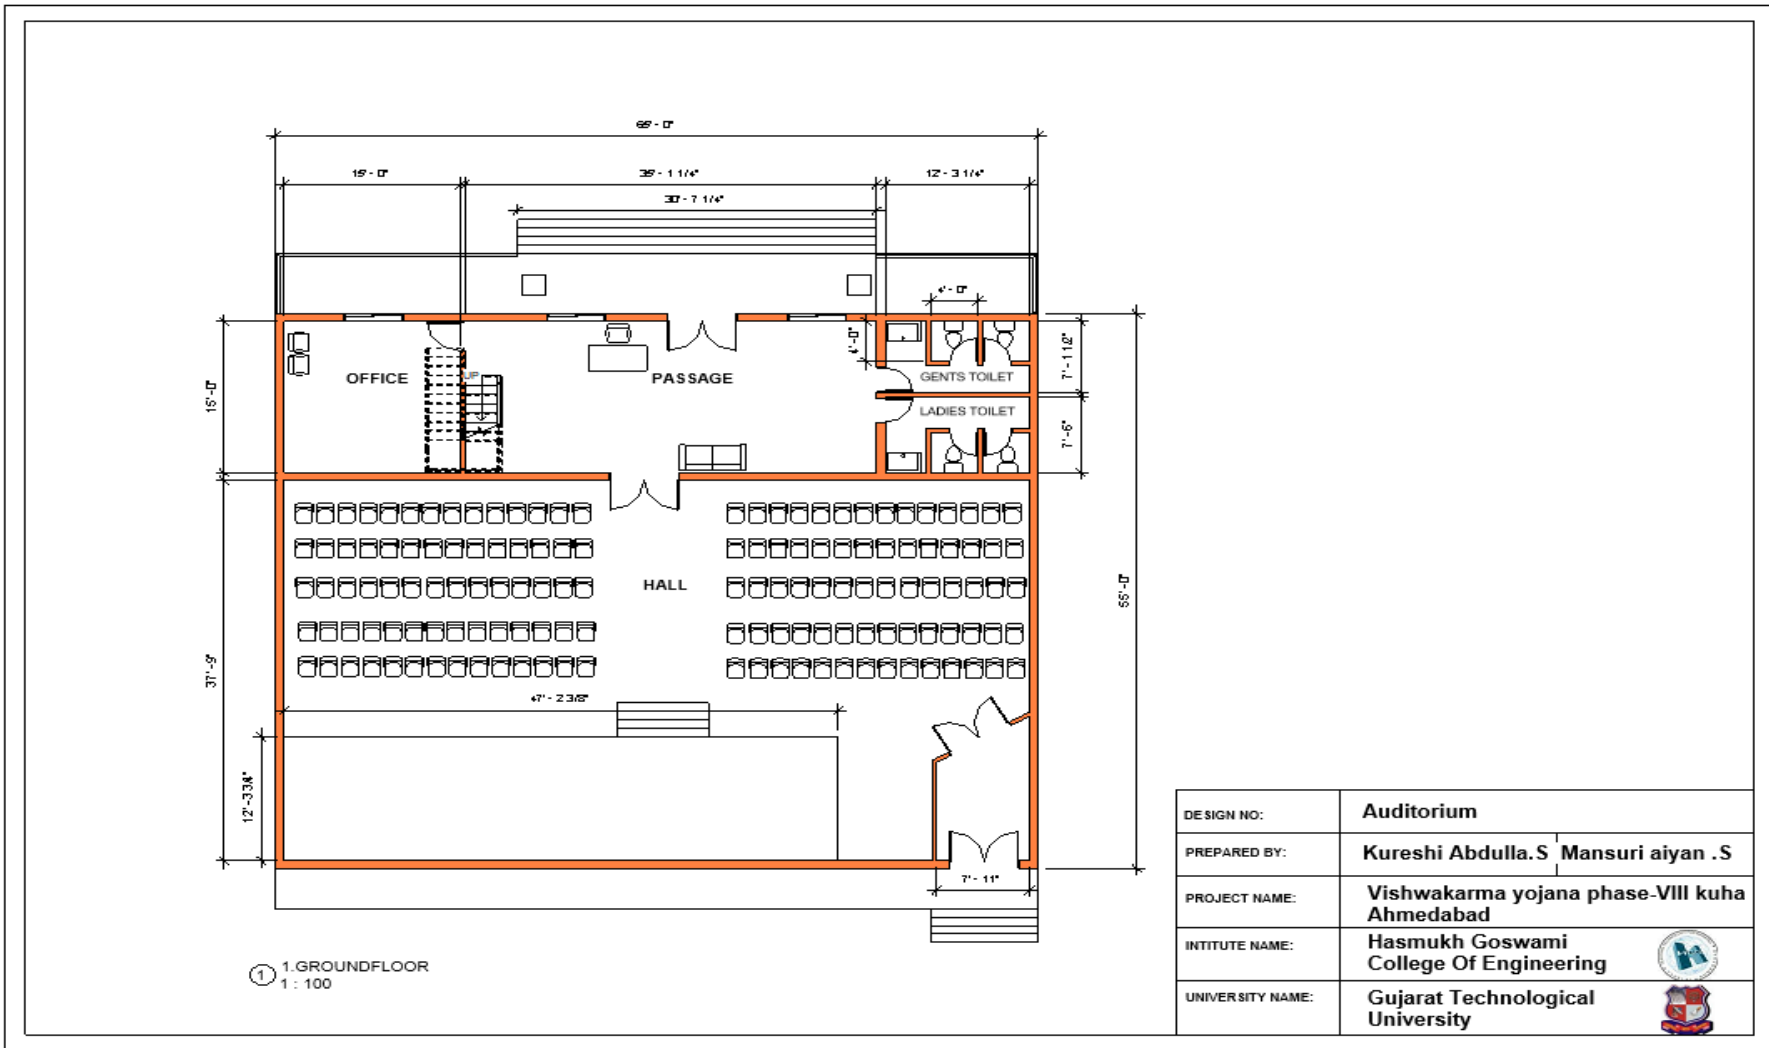 65' - 0"
15' - 0"
35' - 1 1/4"
12' - 3 1/4"
30' - 7 1/4"
4' - 0"
4' - 0"
7' - 1 1/2"
OFFICE
UP
PASSAGE
GENTS TOILET
15' - 0"
LADIES TOILET
7' - 6"
HALL
55' - 0"
37' - 9"
47' - 2 3/8"
12' - 3 3/4"
7' - 11"
1
1.GROUNDFLOOR
1 : 100
DESIGN NO:
Auditorium
PREPARED BY:
Kureshi Abdulla.S
Mansuri aiyan .S
PROJECT NAME:
Vishwakarma yojana phase-VIII kuha
Ahmedabad
INTITUTE NAME:
Hasmukh Goswami
College Of Engineering
UNIVERSITY NAME:
Gujarat Technological
University